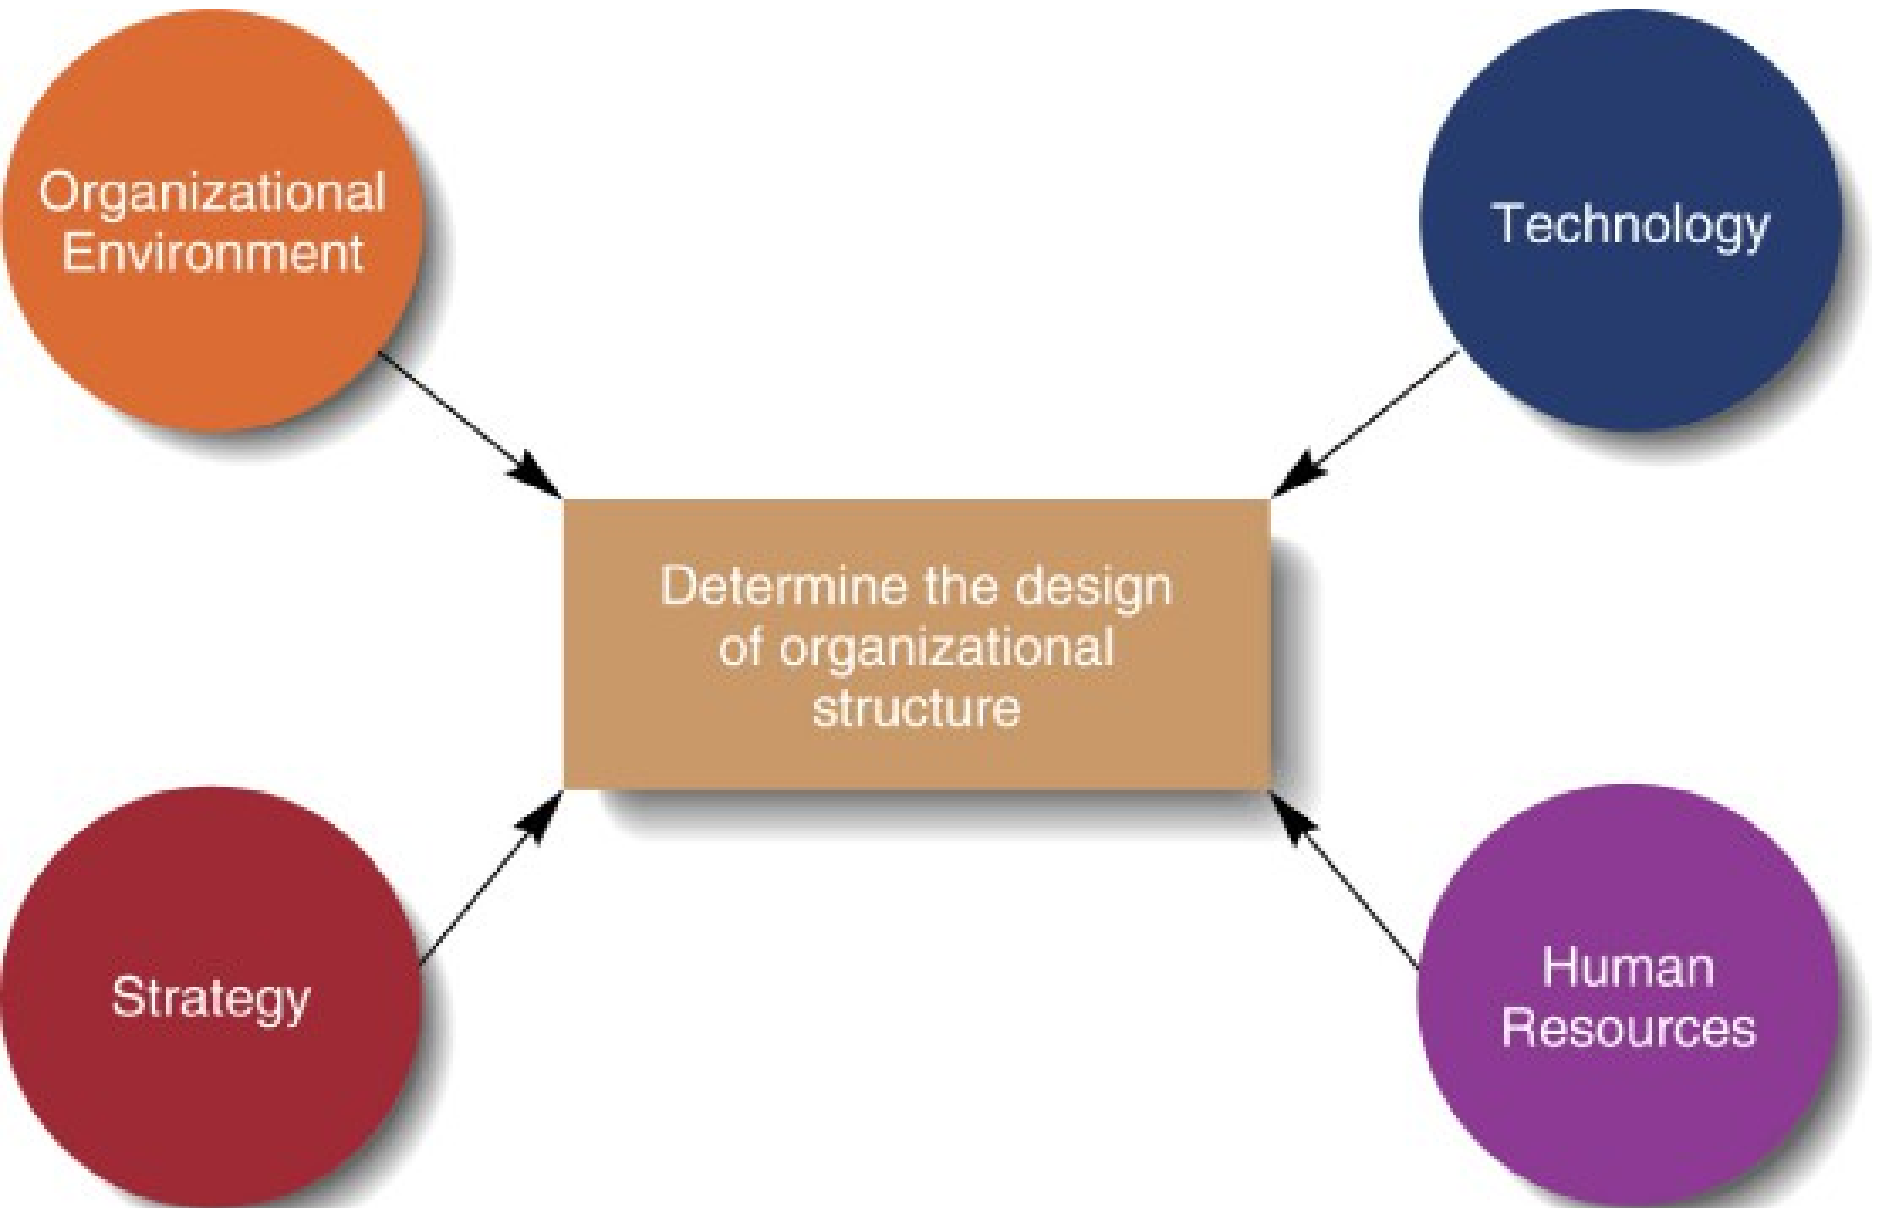 Organizational
Environment
Technology
Determine the design
of organizational
structure
Strategy
Human
Resources